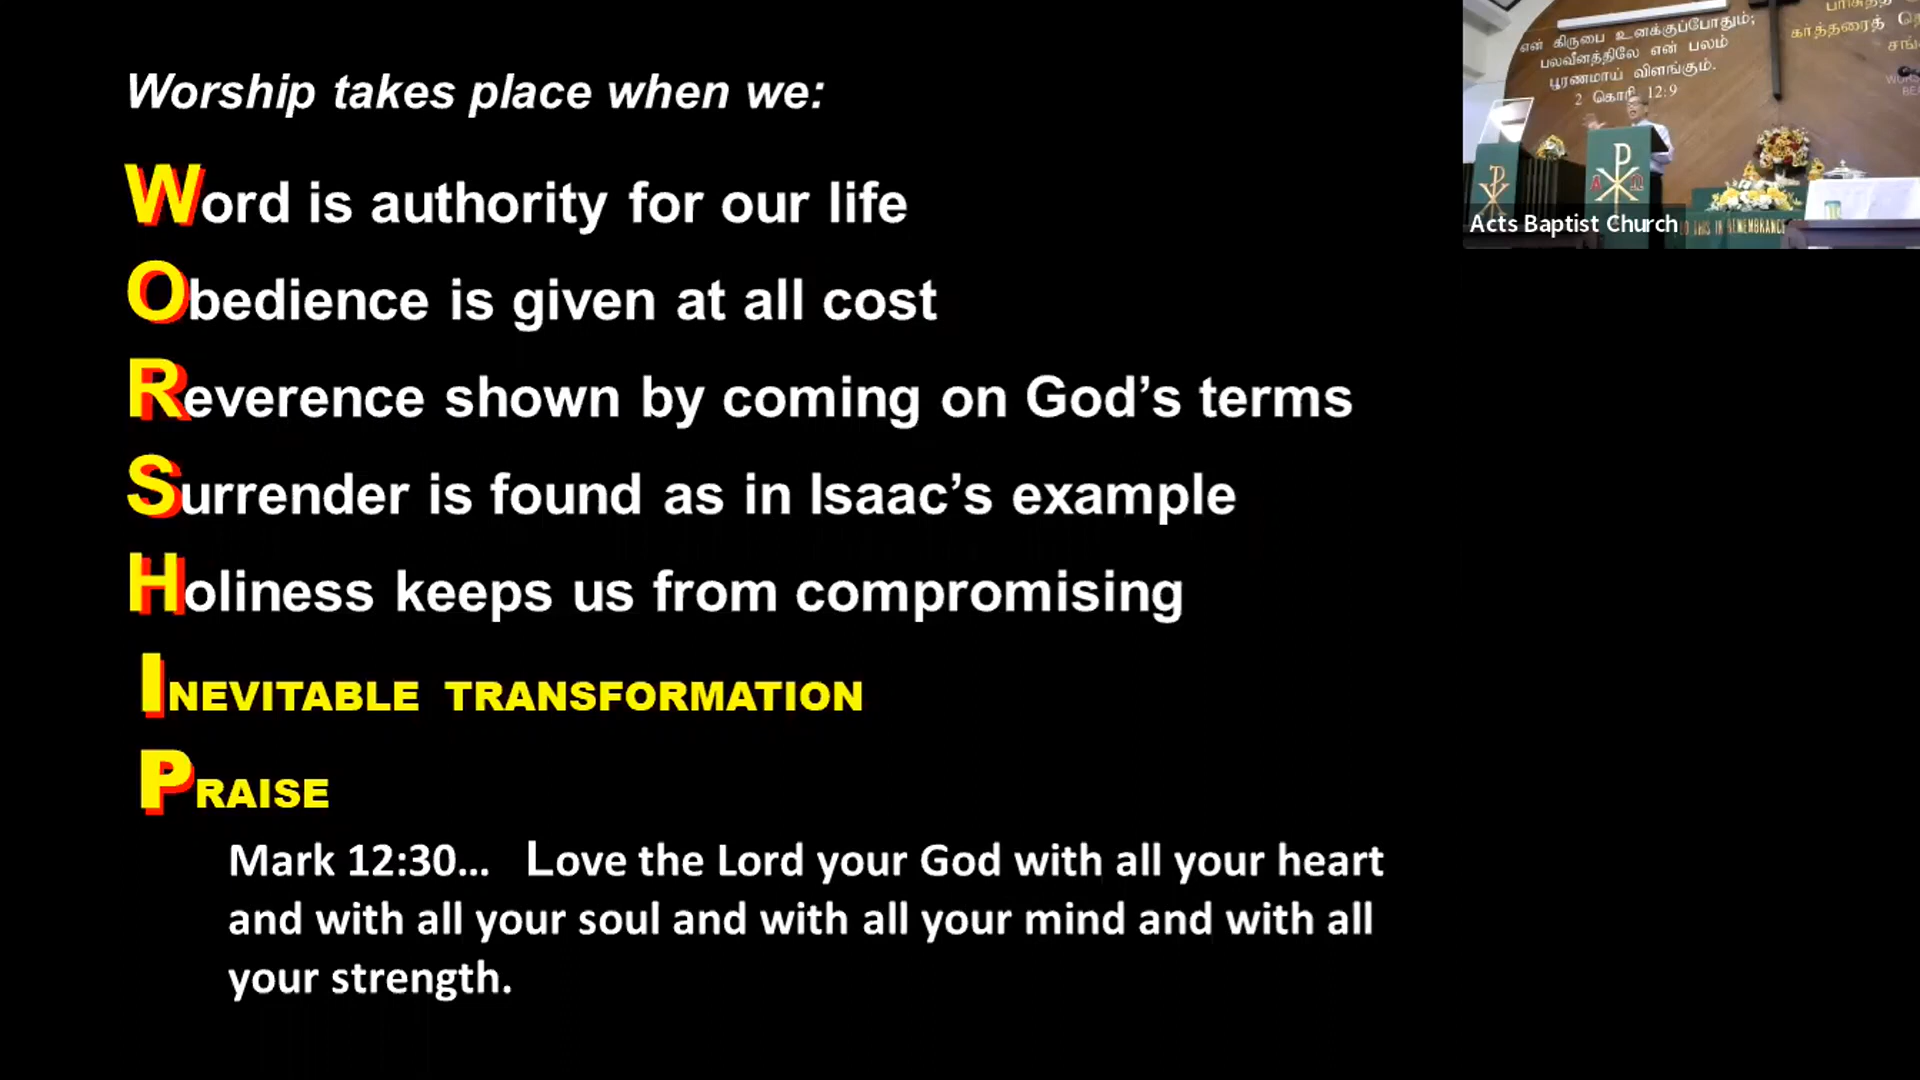 Worship takes place when we:
Word is authority for our life
Obedience is given at all cost
Reverence shown by coming on God’s terms
Surrender is found as in Isaac’s example
Holiness keeps us from compromising
INEVITABLE TRANSFORMATION
PRAISE
Mark 12:30... Love the Lord your God with all your heart
and with all your soul and with all your mind and with all
your strength.
என் கிருபை உனக்குப்போதும்;
பலவீனத்திலே என் பலம்
பூரணமாய் விளங்கும்.
2 கொரி 12:9
கர்த்தரைத்
Acts Baptist Church
THIS IN REMEMBRANCE